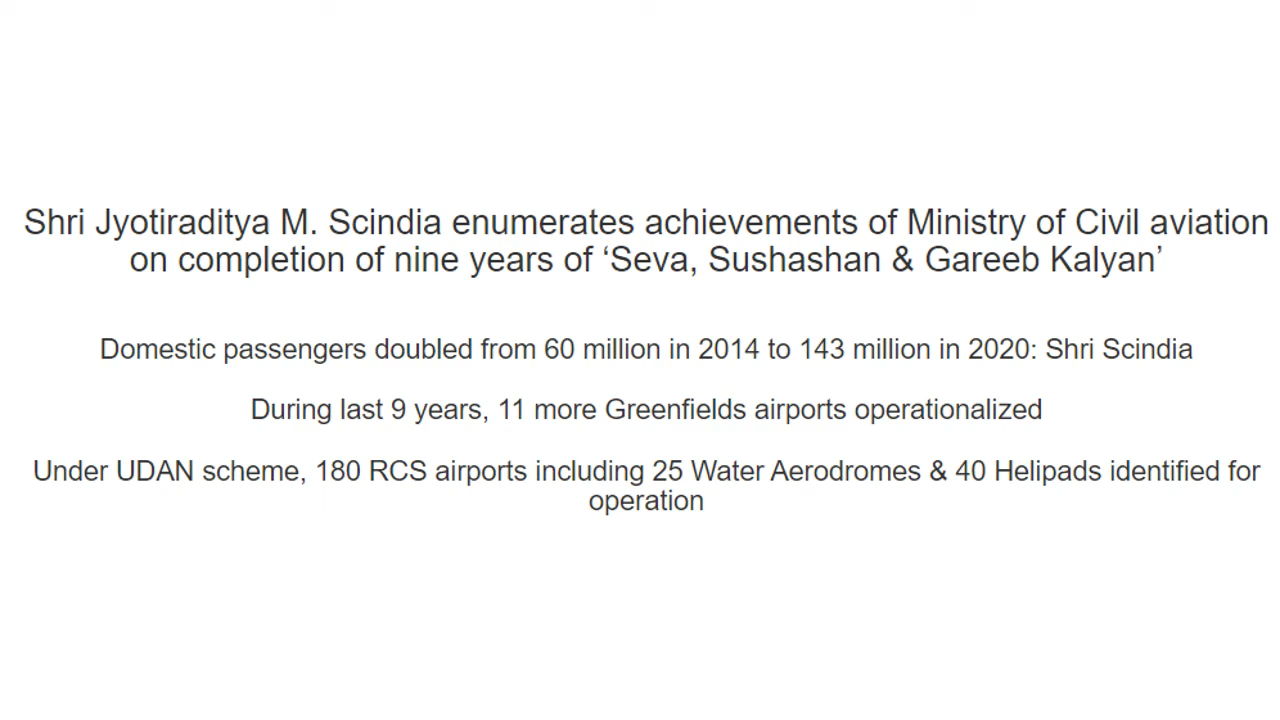 Shri Jyotiraditya M. Scindia enumerates achievements of Ministry of Civil aviation
on completion of nine years of ‘Seva, Sushashan & Gareeb Kalyan’
Domestic passengers doubled from 60 million in 2014 to 143 million in 2020: Shri Scindia
During last 9 years, 11 more Greenfields airports operationalized
Under UDAN scheme, 180 RCS airports including 25 Water Aerodromes & 40 Helipads identified for
operation